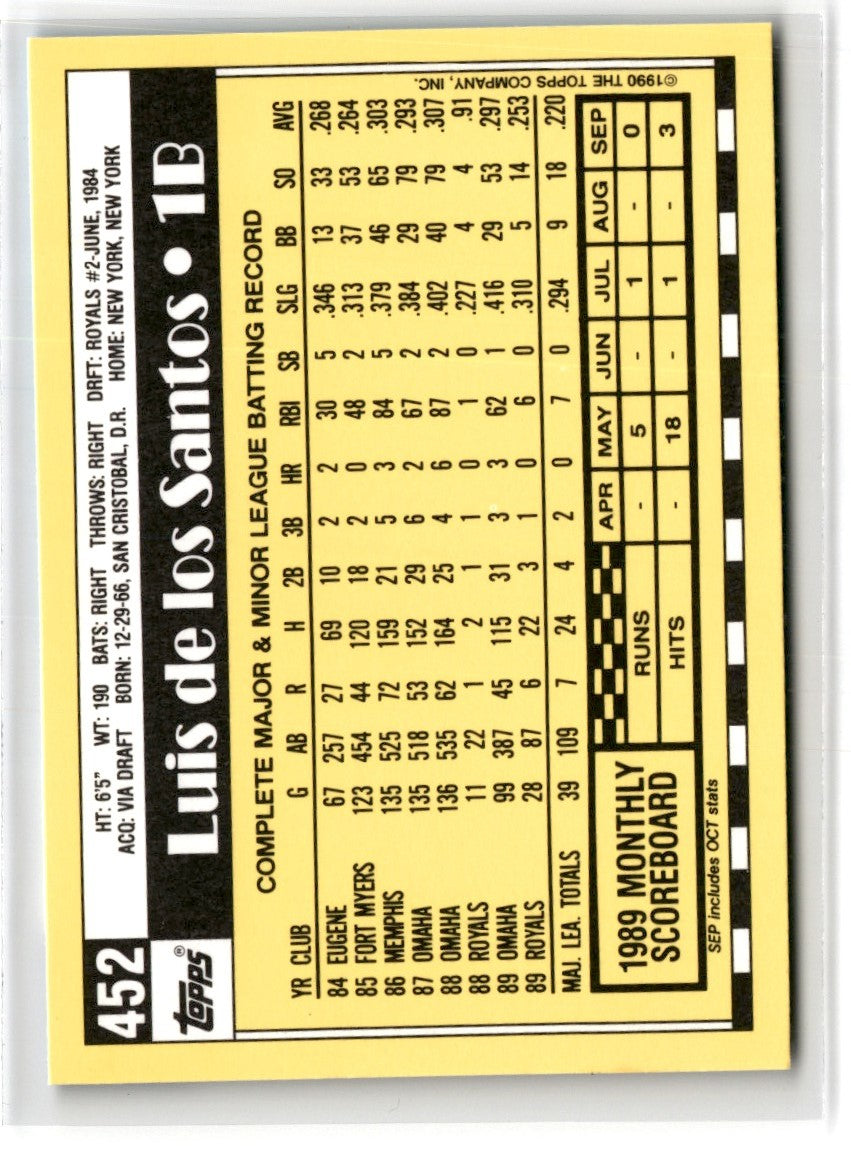 452
HT: 6'5" WT: 190 BATS: RIGHT THROWS: RIGHT DRFT: ROYALS #2-JUNE, 1984
ACQ: VIA DRAFT BORN: 12-29-66, SAN CRISTOBAL, D.R. HOME: NEW YORK, NEW YORK
topps®
Luis de los Santos • 1B
COMPLETE MAJOR & MINOR LEAGUE BATTING RECORD
YR CLUB G AB R H 2B 3B HR RBI SB SLG BB SO AVG
84 EUGENE 67 257 27 69 10 2 2 30 5 .346 13 33 .268
85 FORT MYERS 123 454 44 120 18 2 0 48 2 .313 37 53 .264
86 MEMPHIS 135 525 72 159 21 5 3 84 5 .379 46 65 .303
87 OMAHA 135 518 53 152 29 6 2 67 2 .384 29 79 .293
88 OMAHA 136 535 62 164 25 4 6 87 2 .402 40 79 .307
88 ROYALS 11 22 1 2 1 1 0 1 0 .227 4 4 .91
89 OMAHA 99 387 45 115 31 3 3 62 1 .416 29 53 .297
89 ROYALS 28 87 6 22 3 1 0 6 0 .310 5 14 .253
MAJ. LEA. TOTALS 39 109 7 24 4 2 0 7 0 .294 9 18 .220
1989 MONTHLY
SCOREBOARD
APR MAY JUN JUL AUG SEP
RUNS - 5 - 1 - 0
HITS - 18 - 1 - 3
©1990 THE TOPPS COMPANY, INC.
SEP includes OCT stats